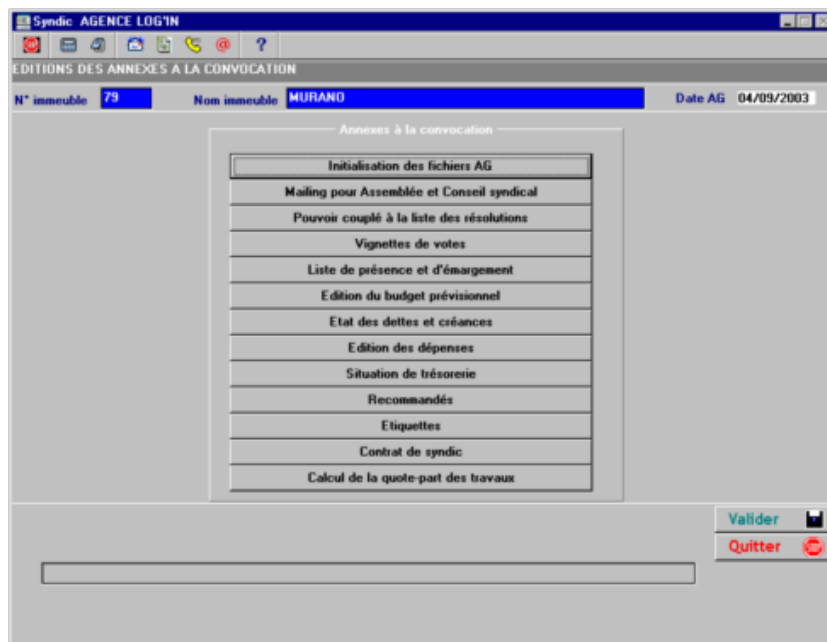 Syndic AGENCE LOG'IN
@ ?
EDITIONS DES ANNEXES A LA CONVOCATION
N° immeuble 79 Nom immeuble MURANO Date AG 04/09/2003
Annexes à la convocation
Initialisation des fichiers AG
Mailing pour Assemblée et Conseil syndical
Pouvoir couplé à la liste des résolutions
Vignettes de votes
Liste de présence et d'émargement
Edition du budget prévisionnel
Etat des dettes et créances
Edition des dépenses
Situation de trésorerie
Recommandés
Etiquettes
Contrat de syndic
Calcul de la quote-part des travaux
Valider
Quitter